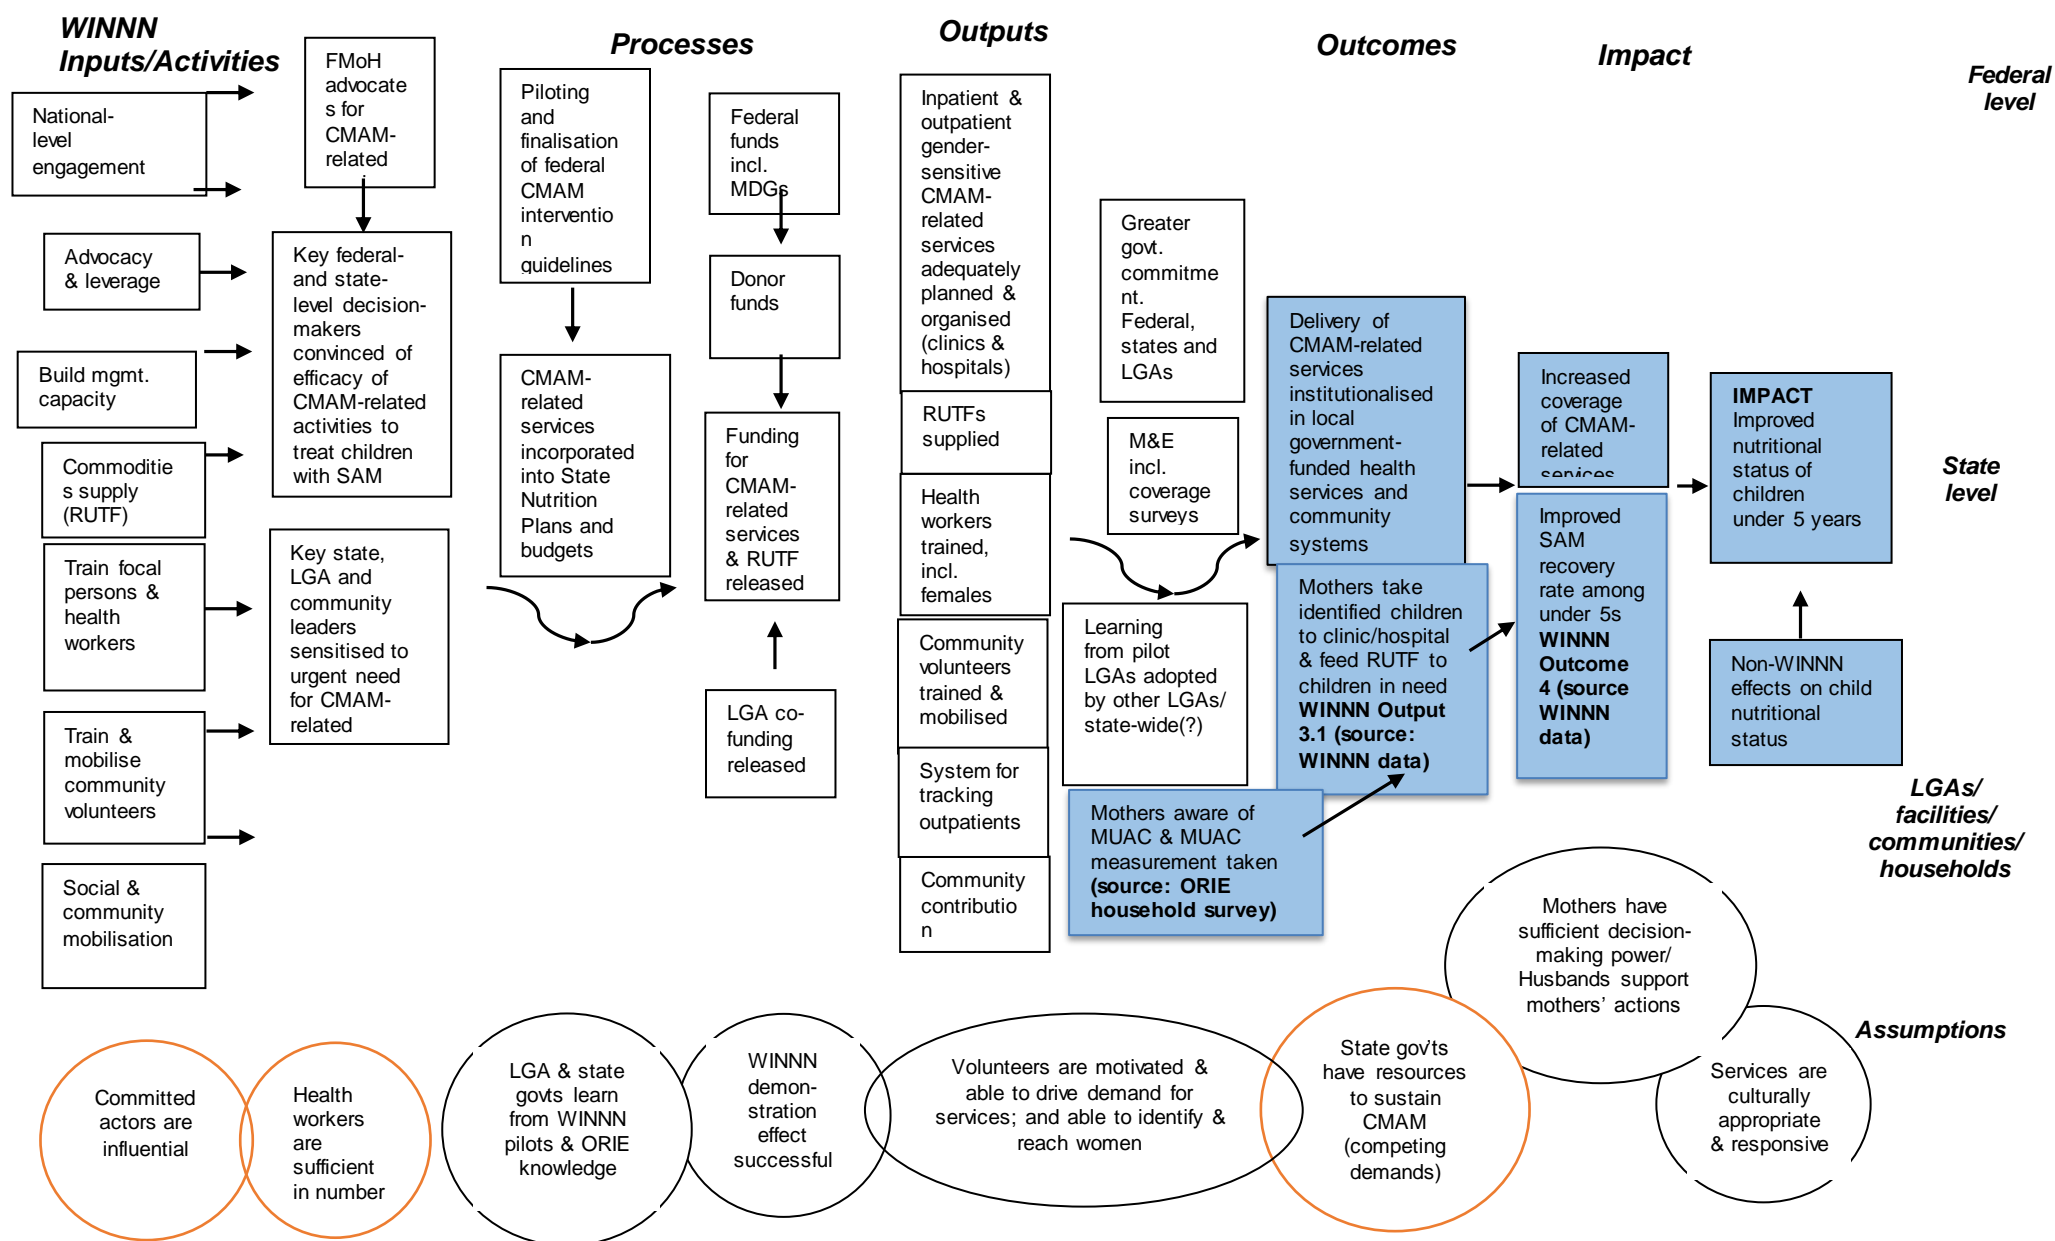 WINNN
Inputs/Activities
Processes
Outputs
Outcomes
Impact
Federal
level
State
level
LGAs/
facilities/
communities/
households
Assumptions
National-
level
engagement
Advocacy
& leverage
Build mgmt.
capacity
Commoditie
s supply
(RUTF)
Train focal
persons &
health
workers
Train &
mobilise
community
volunteers
Social &
community
mobilisation
FMoH
advocate
s for
CMAM-
related
Key federal-
and state-
level decision-
makers
convinced of
efficacy of
CMAM-related
activities to
treat children
with SAM
Key state,
LGA and
community
leaders
sensitised to
urgent need
for CMAM-
related
Piloting
and
finalisation
of federal
CMAM
interventio
n
guidelines
CMAM-
related
services
incorporated
into State
Nutrition
Plans and
budgets
Federal
funds
incl.
MDGs
Donor
funds
Funding
for
CMAM-
related
services
& RUTF
released
LGA co-
funding
released
Inpatient &
outpatient
gender-
sensitive
CMAM-
related
services
adequately
planned &
organised
(clinics &
hospitals)
RUTFs
supplied
Health
workers
trained,
incl.
females
Community
volunteers
trained &
mobilised
System for
tracking
outpatients
Community
contributio
n
Greater
govt.
commitme
nt.
Federal,
states and
LGAs
M&E
incl.
coverage
surveys
Learning
from pilot
LGAs adopted
by other LGAs/
state-wide(?)
Mothers aware of
MUAC & MUAC
measurement taken
(source: ORIE
household survey)
Delivery of
CMAM-related
services
institutionalised
in local
government-
funded health
services and
community
systems
Mothers take
identified children
to clinic/hospital
& feed RUTF to
children in need
WINNN Output
3.1 (source:
WINNN data)
Increased
coverage
of CMAM-
related
services
Improved
SAM
recovery
rate among
under 5s
WINNN
Outcome
4 (source
WINNN
data)
IMPACT
Improved
nutritional
status of
children
under 5 years
Non-WINNN
effects on child
nutritional
status
Committed
actors are
influential
Health
workers
are
sufficient
in number
LGA & state
govts learn
from WINNN
pilots & ORIE
knowledge
WINNN
demon-
stration
effect
successful
Volunteers are motivated &
able to drive demand for
services; and able to identify &
reach women
State gov'ts
have resources
to sustain
CMAM
(competing
demands)
Mothers have
sufficient decision-
making power/
Husbands support
mothers’ actions
Services are
culturally
appropriate
& responsive